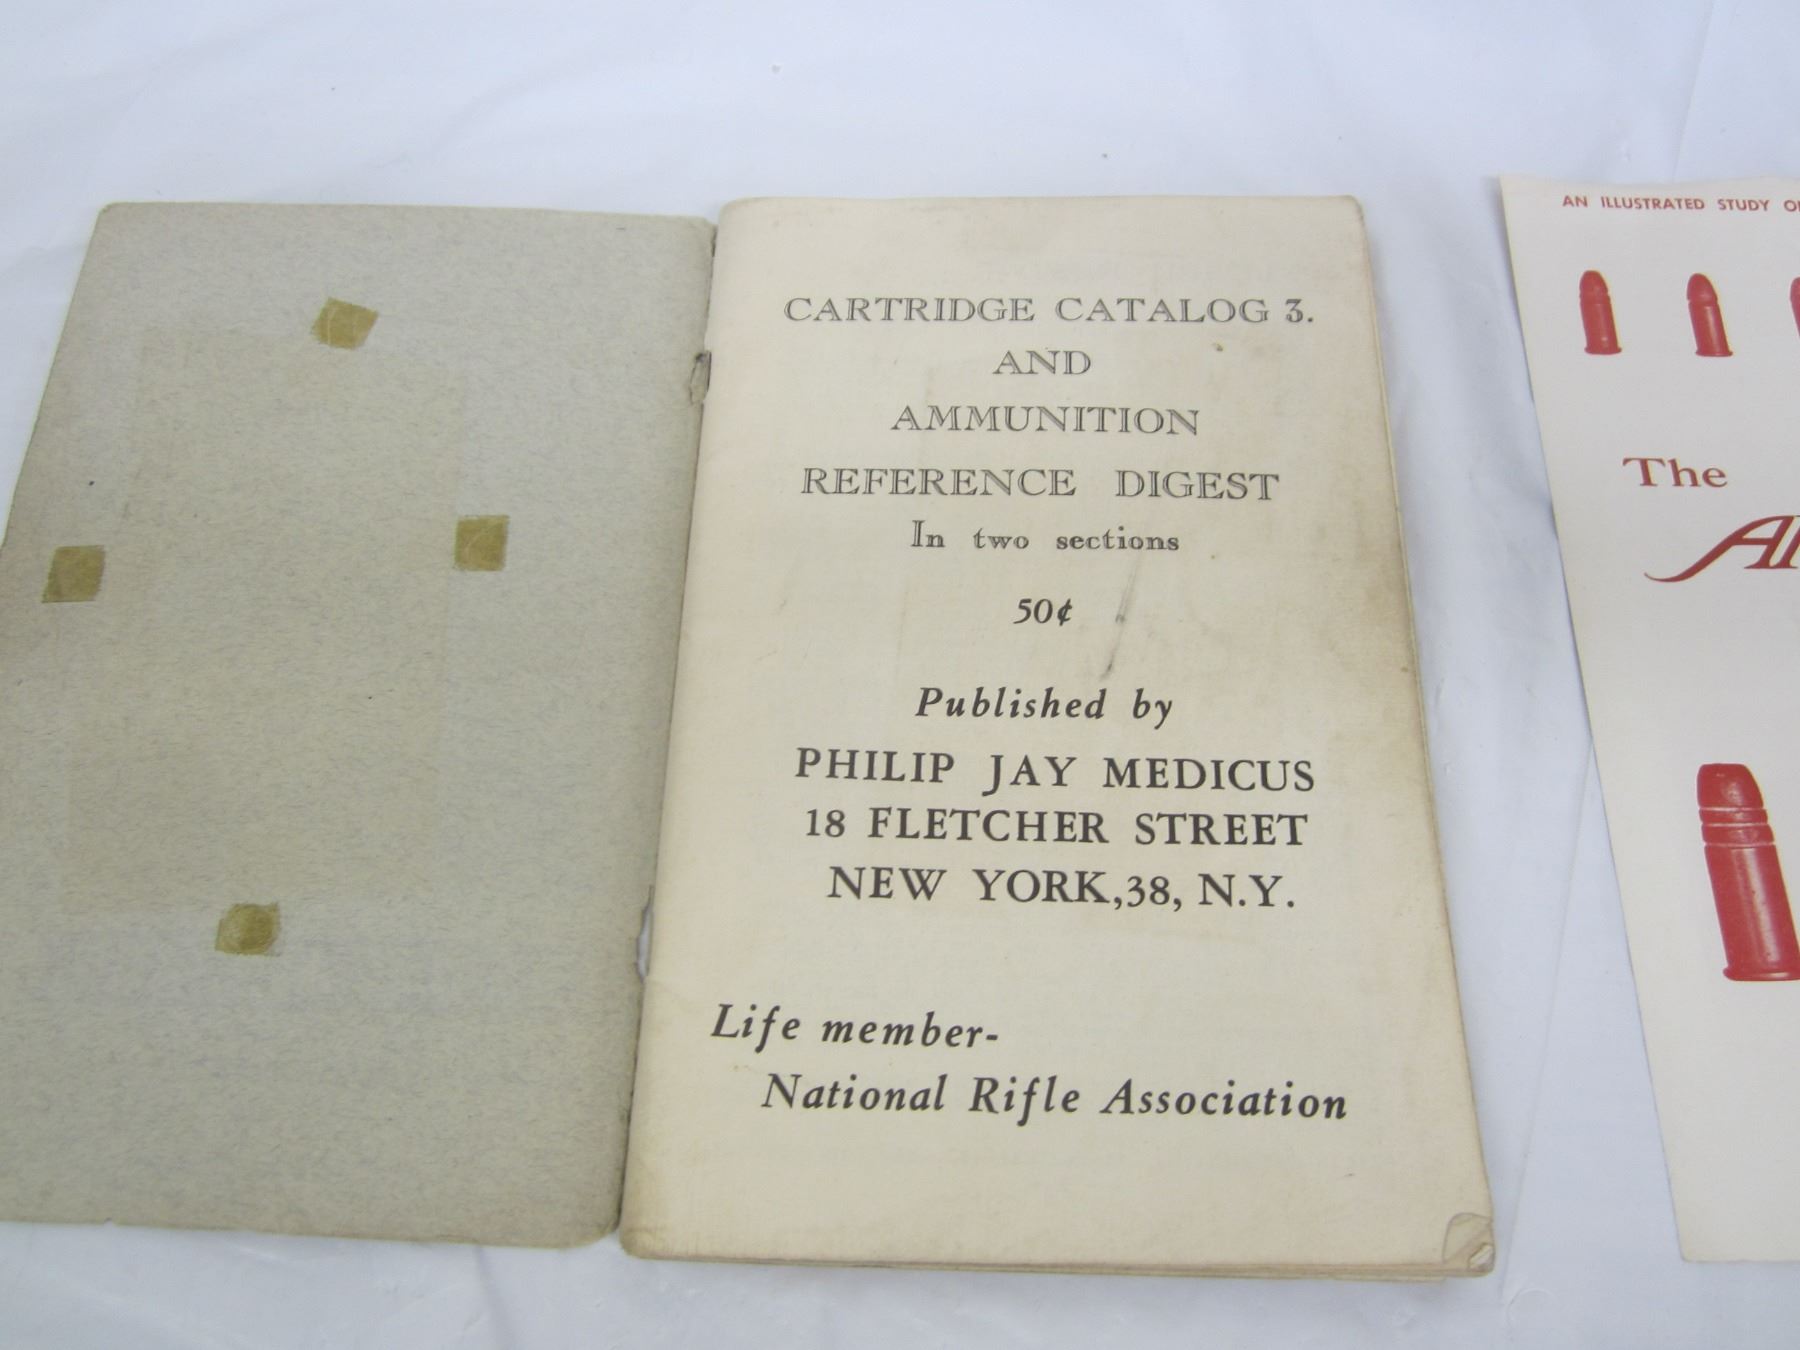 CARTRIDGE CATALOG 3.
AND
AMMUNITION
REFERENCE DIGEST
In two sections
50¢
Published by
PHILIP JAY MEDICUS
18 FLETCHER STREET
NEW YORK,38, N.Y.
Life member-
National Rifle Association
AN ILLUSTRATED STUDY
The